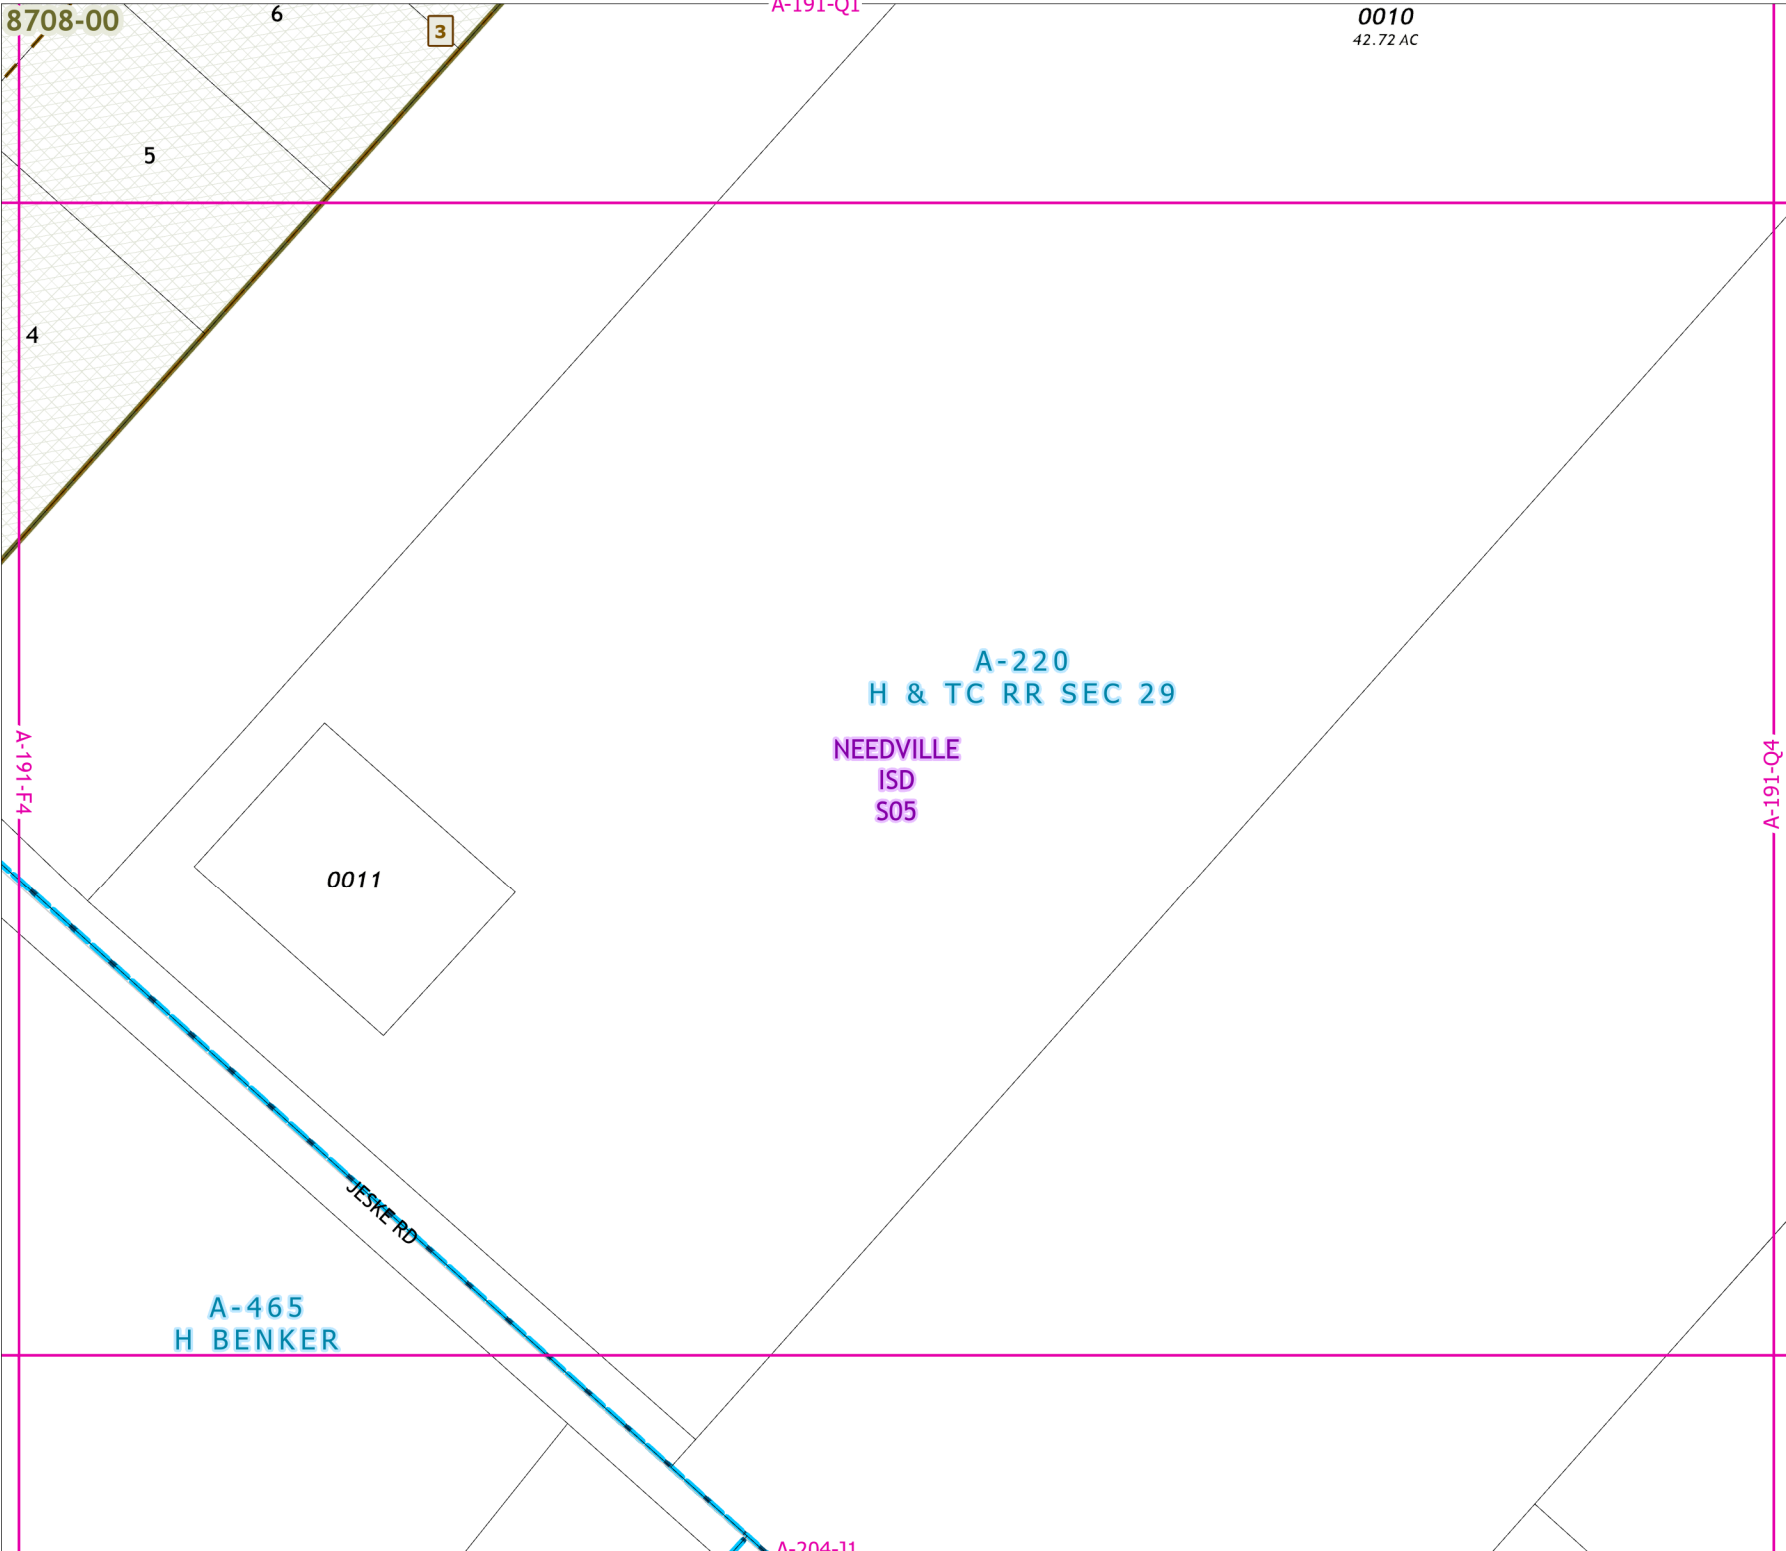 A-191-Q1
8708-00
6
3
0010
42.72 AC
5
4
A-220
H & TC RR SEC 29
NEEDVILLE
ISD
S05
A-191-F4
A-191-Q4
0011
JESKE RD
A-465
H BENKER
A-204-J1